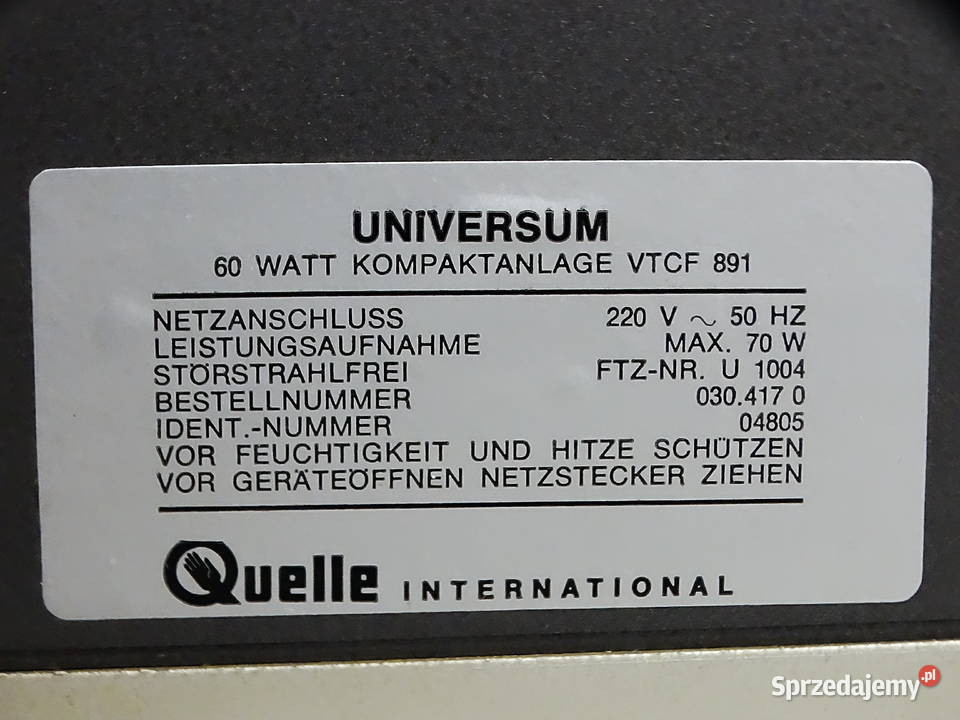 UNIVERSUM
60 WATT KOMPAKTANLAGE VTCF 891
NETZANSCHLUSS 220 V ~ 50 HZ
LEISTUNGSAUFNAHME MAX. 70 W
STÖRSTRAHLFREI FTZ-NR. U 1004
BESTELLNUMMER 030.417 0
IDENT.-NUMMER 04805
VOR FEUCHTIGKEIT UND HITZE SCHÜTZEN
VOR GERÄTEÖFFNEN NETZSTECKER ZIEHEN
Quelle INTERNATIONAL
Sprzedajemy.pl